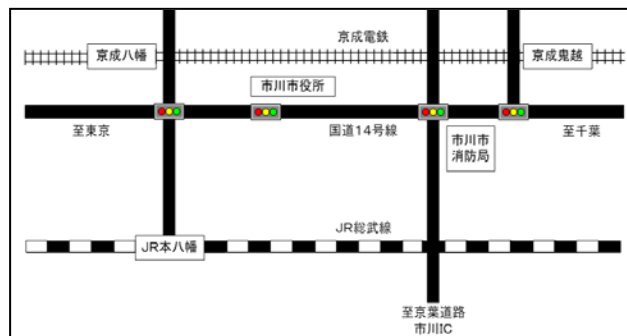 京成電鉄
京成八幡
京成鬼越
市川市役所
至東京
国道14号線
市川市
消防局
至千葉
JR総武線
JR本八幡
至京葉道路
市川IC